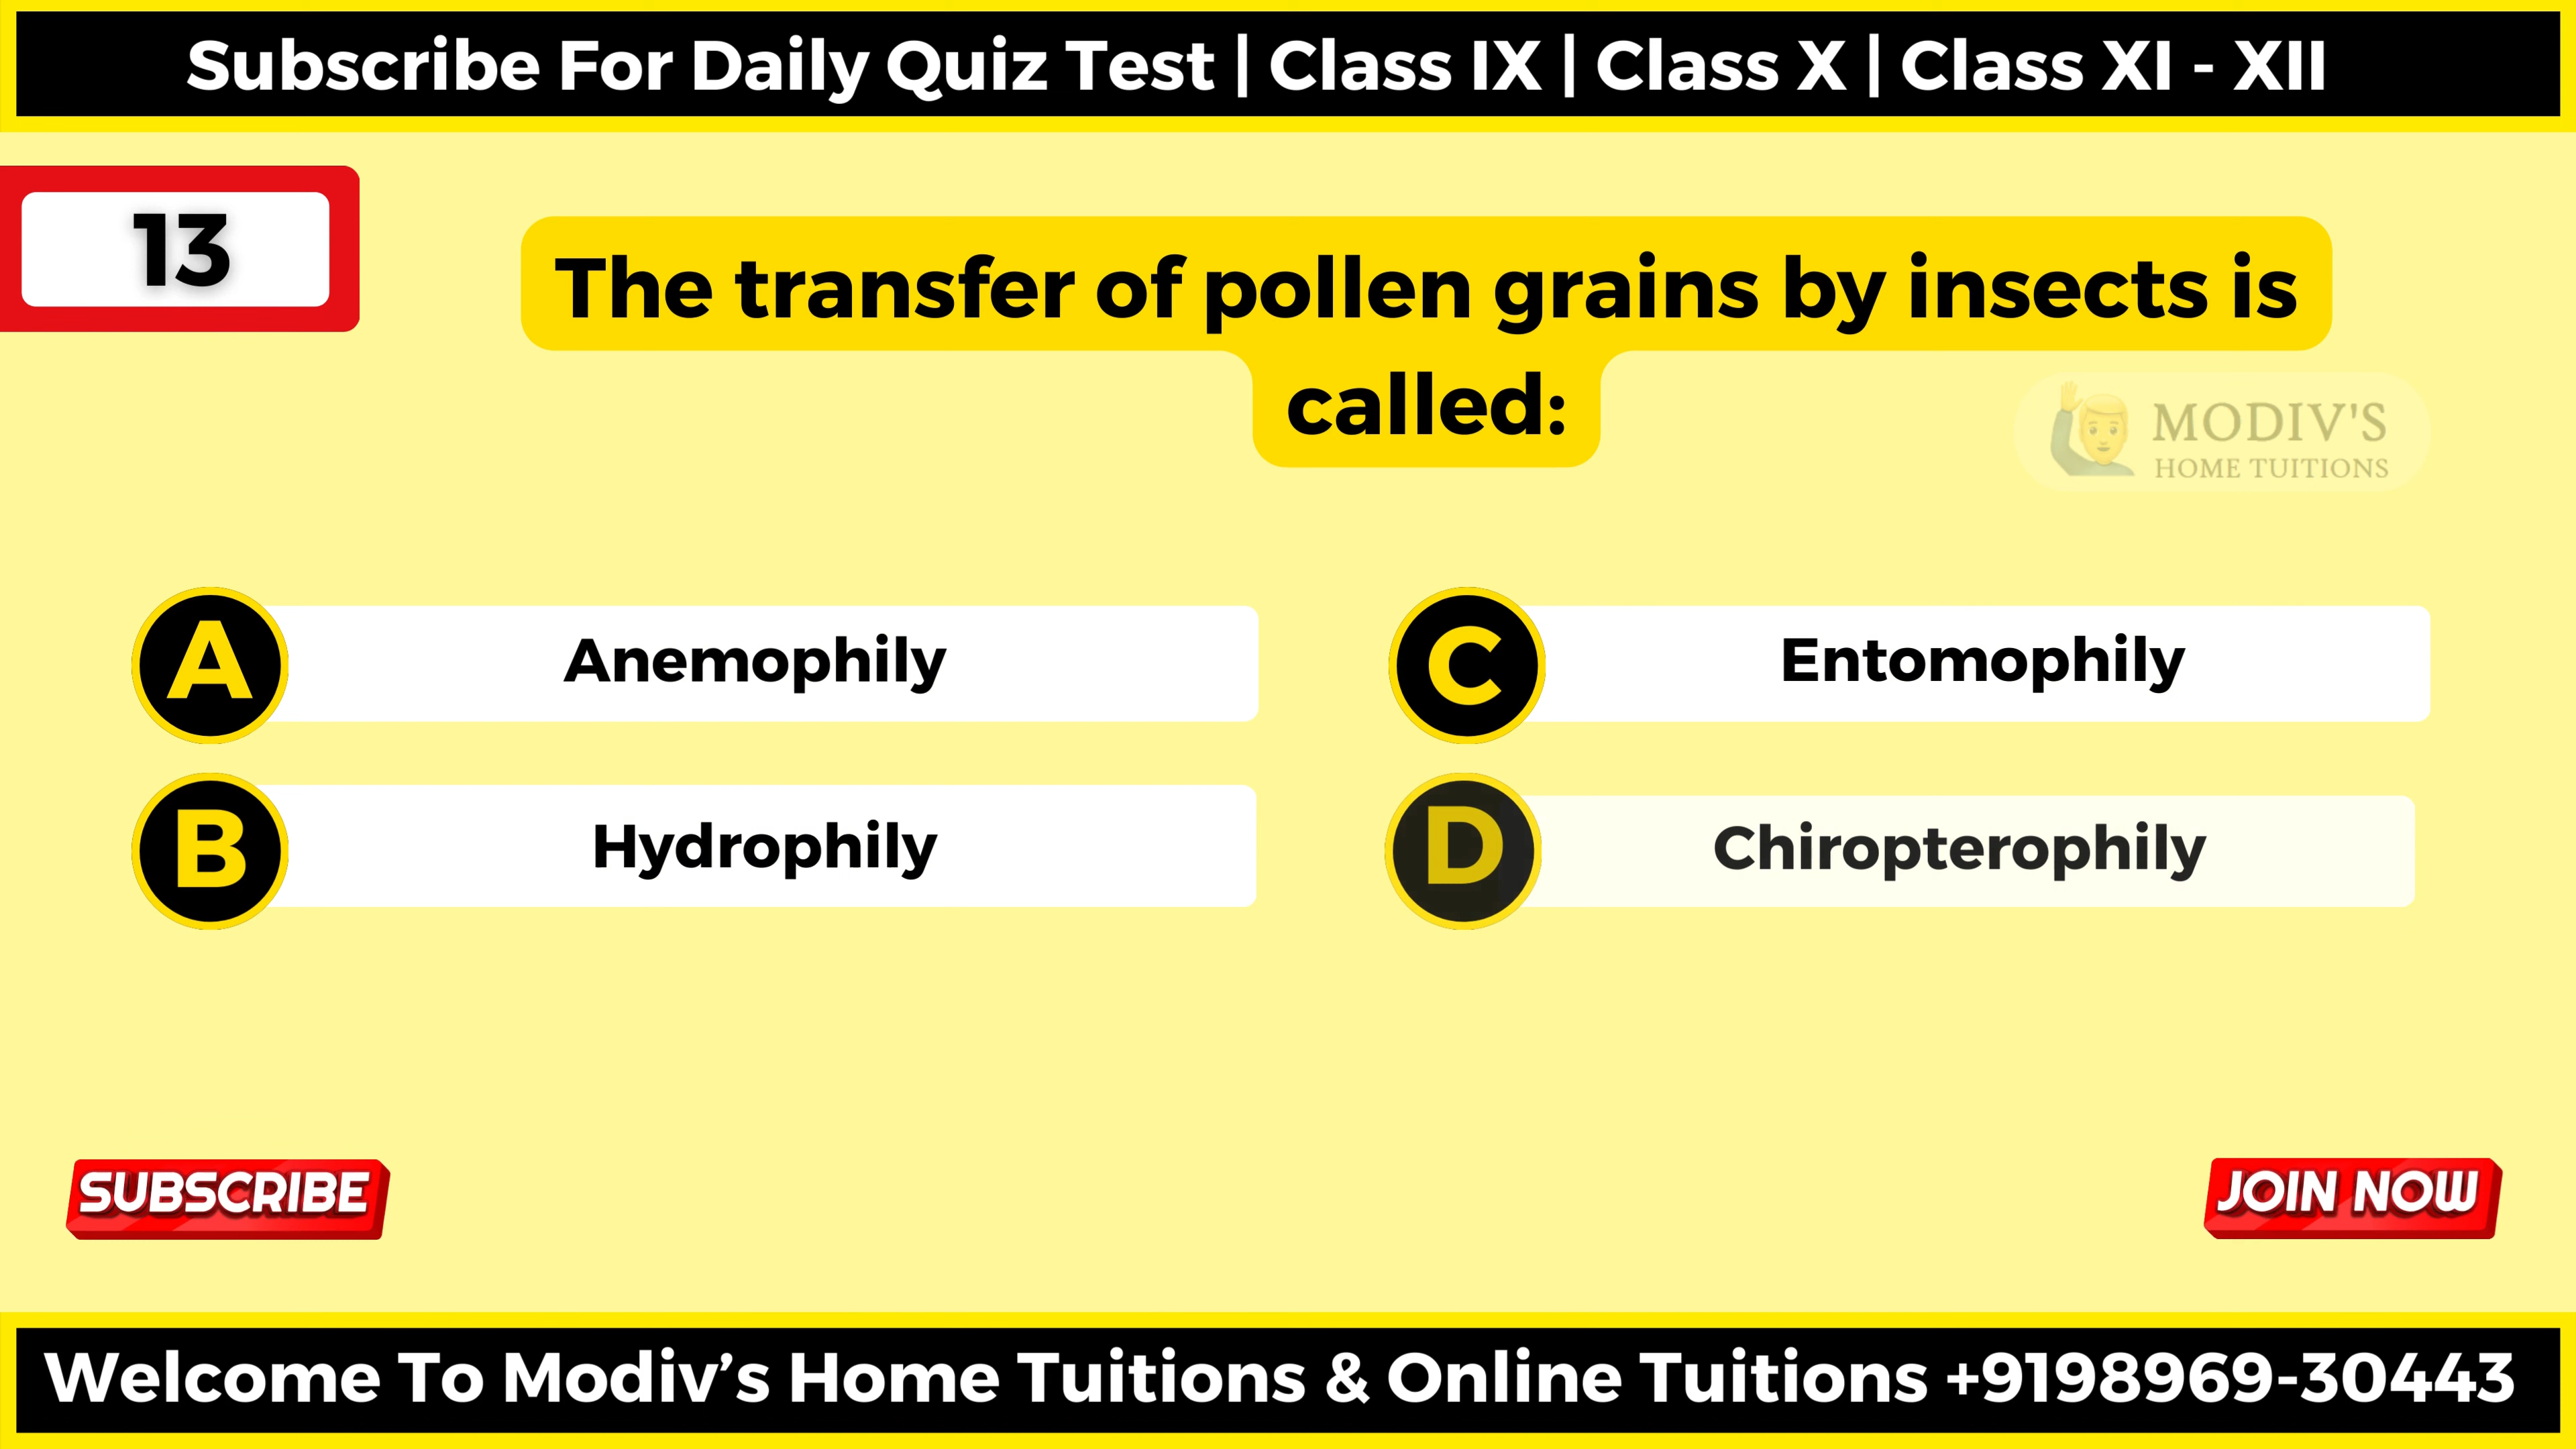 Subscribe For Daily Quiz Test | Class IX | Class X | Class XI - XII
13
The transfer of pollen grains by insects is
called:
MODIV'S
HOME TUITIONS
A
Anemophily
B
Hydrophily
C
Entomophily
D
Chiropterophily
SUBSCRIBE
JOIN NOW
Welcome To Modiv’s Home Tuitions & Online Tuitions +9198969-30443